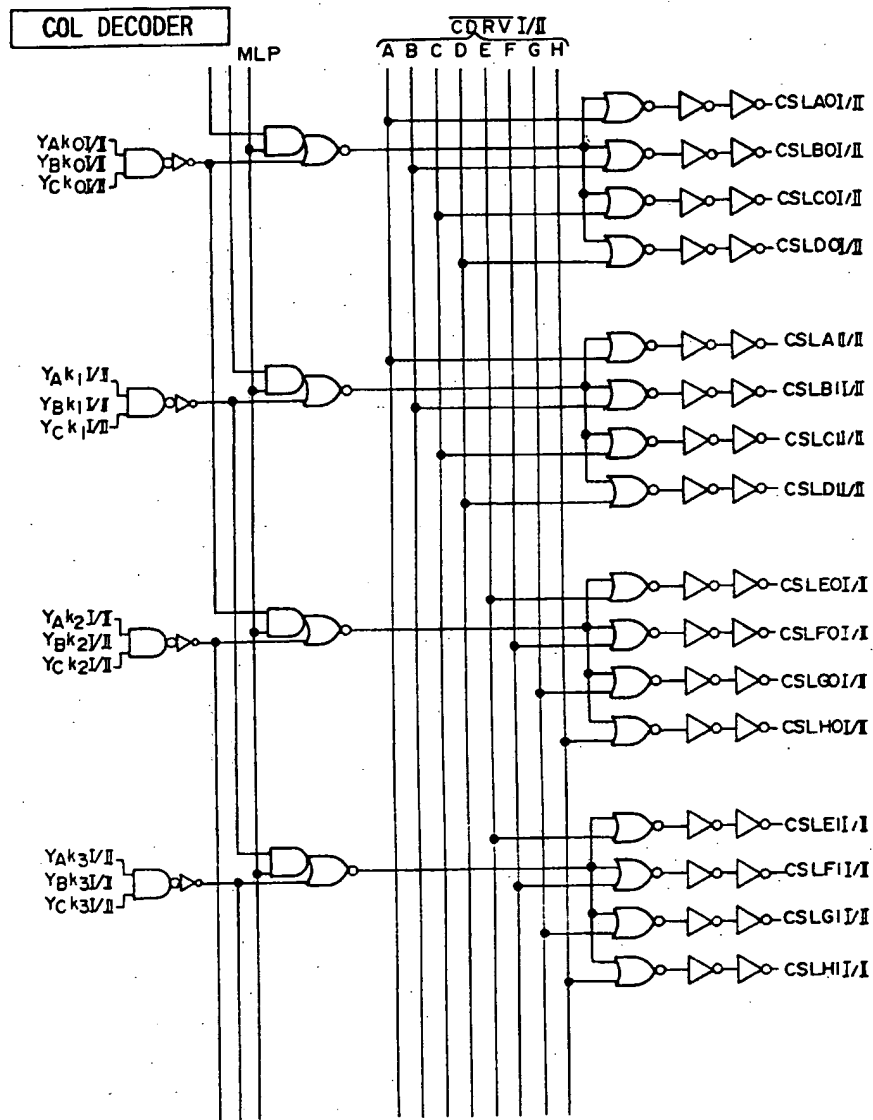 COL DECODER
MLP
CDRV I/II
A B C D E F G H
YAk0I/II
YBk0I/II
YCk0I/II
CSLA0I/II
CSLB0I/II
CSLC0I/II
CSLD0I/II
YAk1I/II
YBk1I/II
YCk1I/II
CSLA1I/II
CSLB1I/II
CSLC1I/II
CSLD1I/II
YAk2I/II
YBk2I/II
YCk2I/II
CSLE0I/II
CSLF0I/II
CSLG0I/II
CSLH0I/II
YAk3I/II
YBk3I/II
YCk3I/II
CSLE1I/II
CSLF1I/II
CSLG1I/II
CSLH1I/II